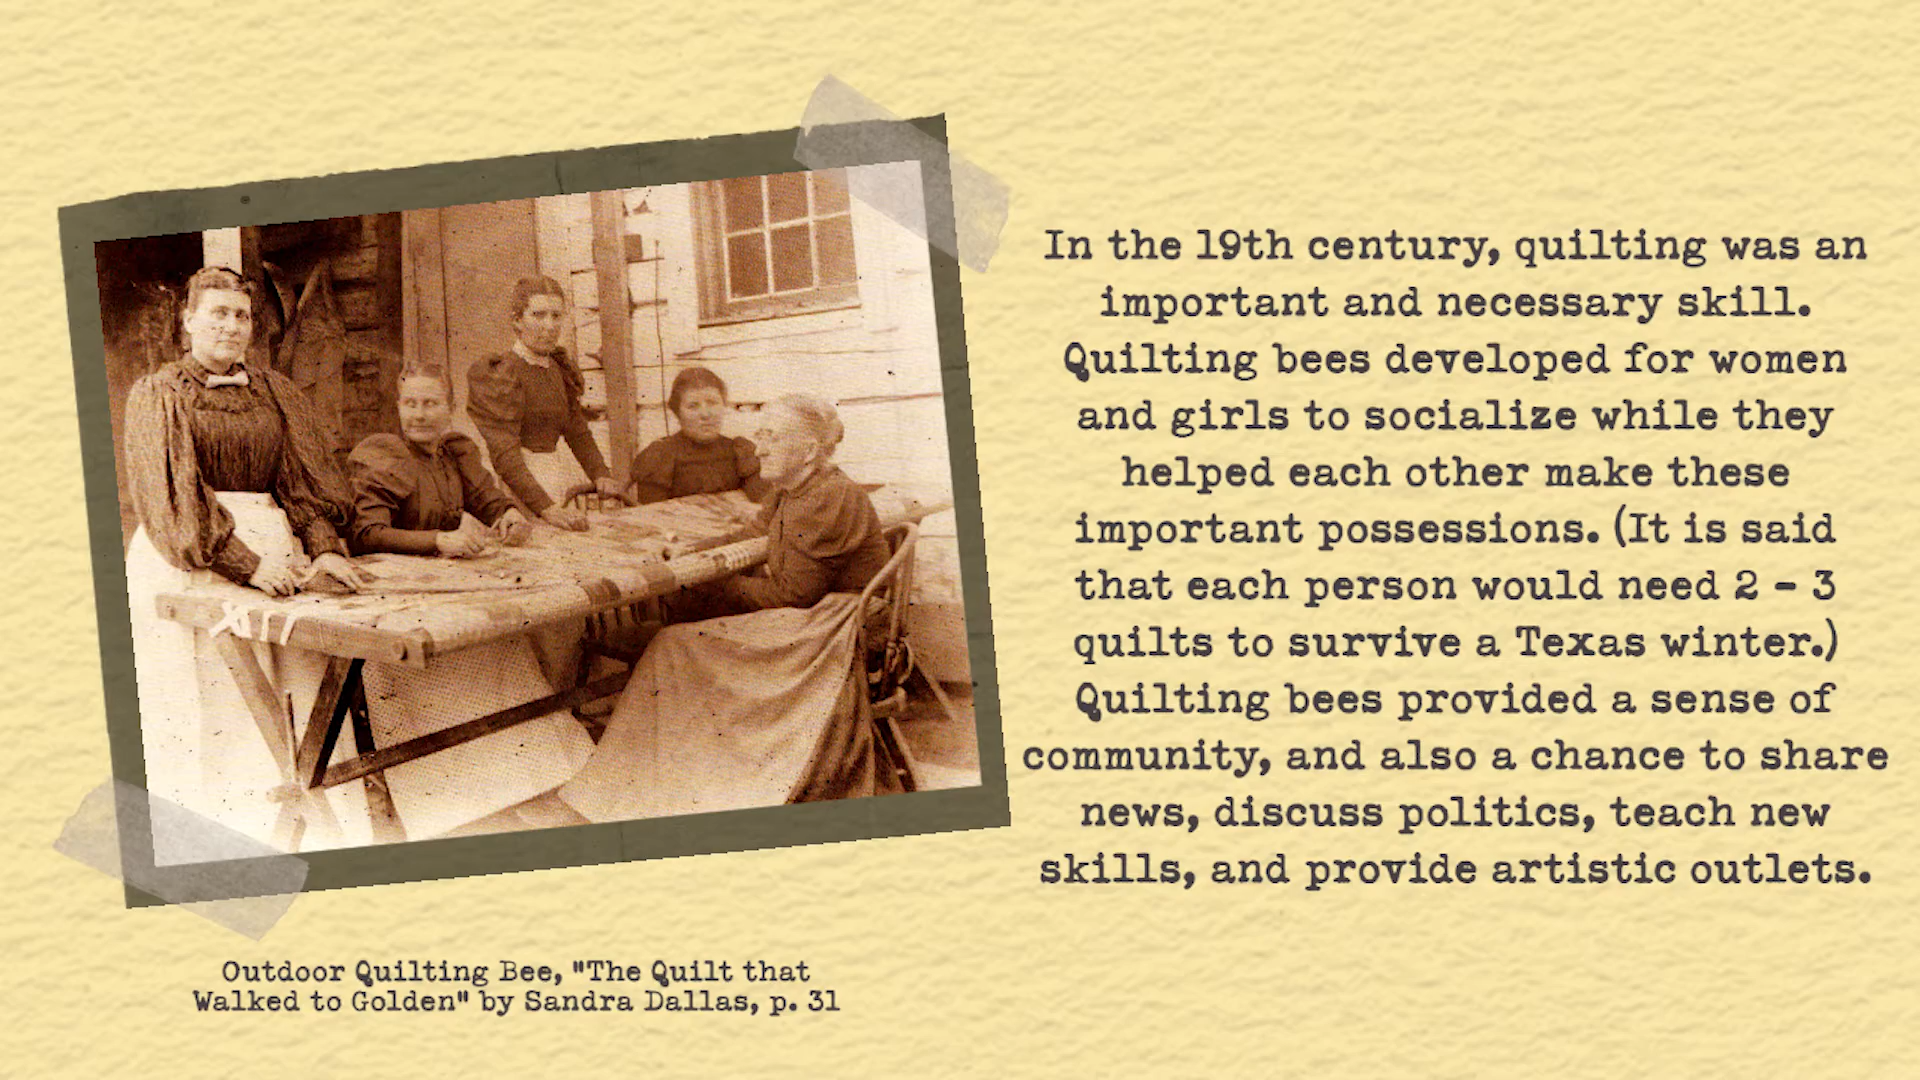 In the 19th century, quilting was an
important and necessary skill.
Quilting bees developed for women
and girls to socialize while they
helped each other make these
important possessions. (It is said
that each person would need 2 - 3
quilts to survive a Texas winter.)
Quilting bees provided a sense of
community, and also a chance to share
news, discuss politics, teach new
skills, and provide artistic outlets.
Outdoor Quilting Bee, "The Quilt that
Walked to Golden" by Sandra Dallas, p. 31